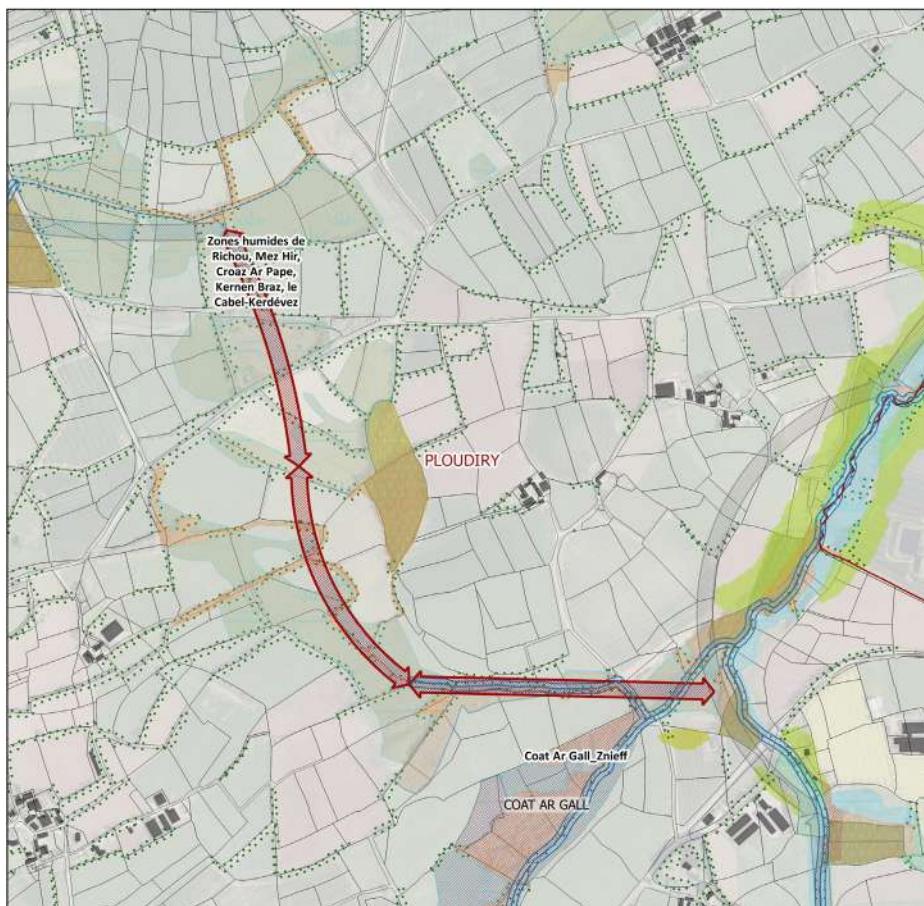 Zones humides de
Richou, Mez Hir,
Croaz Ar Pape,
Kernen Braz, le
Cabel-Kerdévez
PLOUDIRY
Coat Ar Gall_Znieff
COAT AR GALL